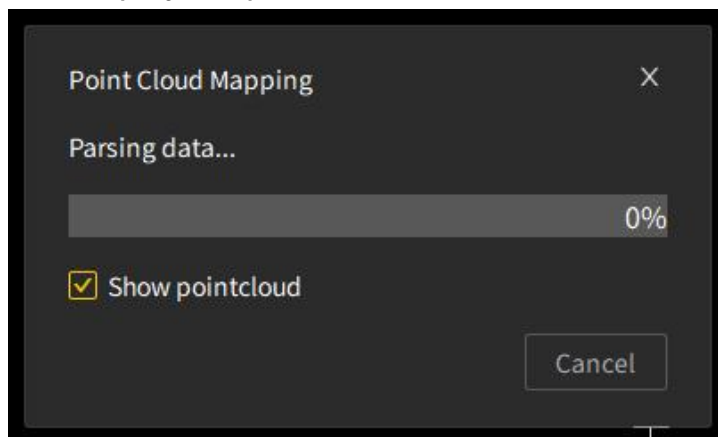 Point Cloud Mapping
Parsing data...
0%
Show pointcloud
Cancel